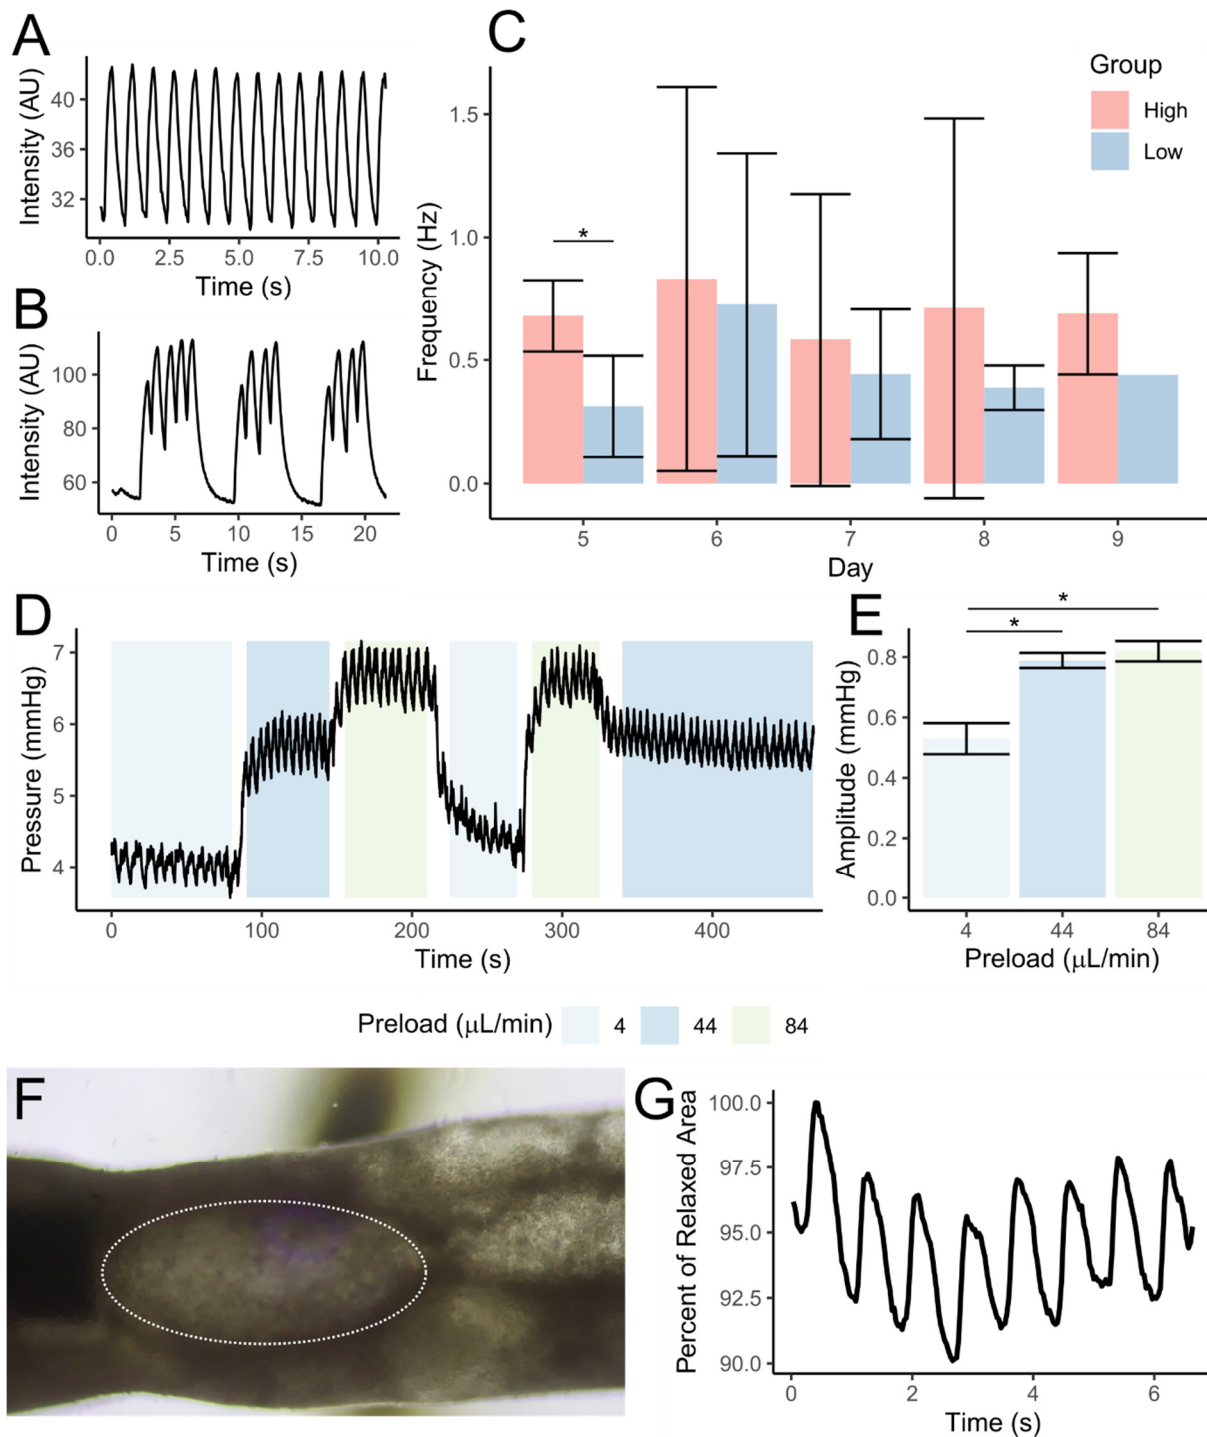 A
Intensity (AU)
40
36
32
0.0 2.5 5.0 7.5 10.0
Time (s)
B
Intensity (AU)
100
80
60
0 5 10 15 20
Time (s)
C
Frequency (Hz)
1.5
1.0
0.5
0.0
*
Group
High
Low
5 6 7 8 9
Day
D
Pressure (mmHg)
7
6
5
4
0 100 200 300 400
Time (s)
E
Amplitude (mmHg)
0.8
0.6
0.4
0.2
0.0
*
*
4 44 84
Preload (μL/min)
Preload (μL/min) 4 44 84
F
G
Percent of Relaxed Area
100.0
97.5
95.0
92.5
90.0
0 2 4 6
Time (s)